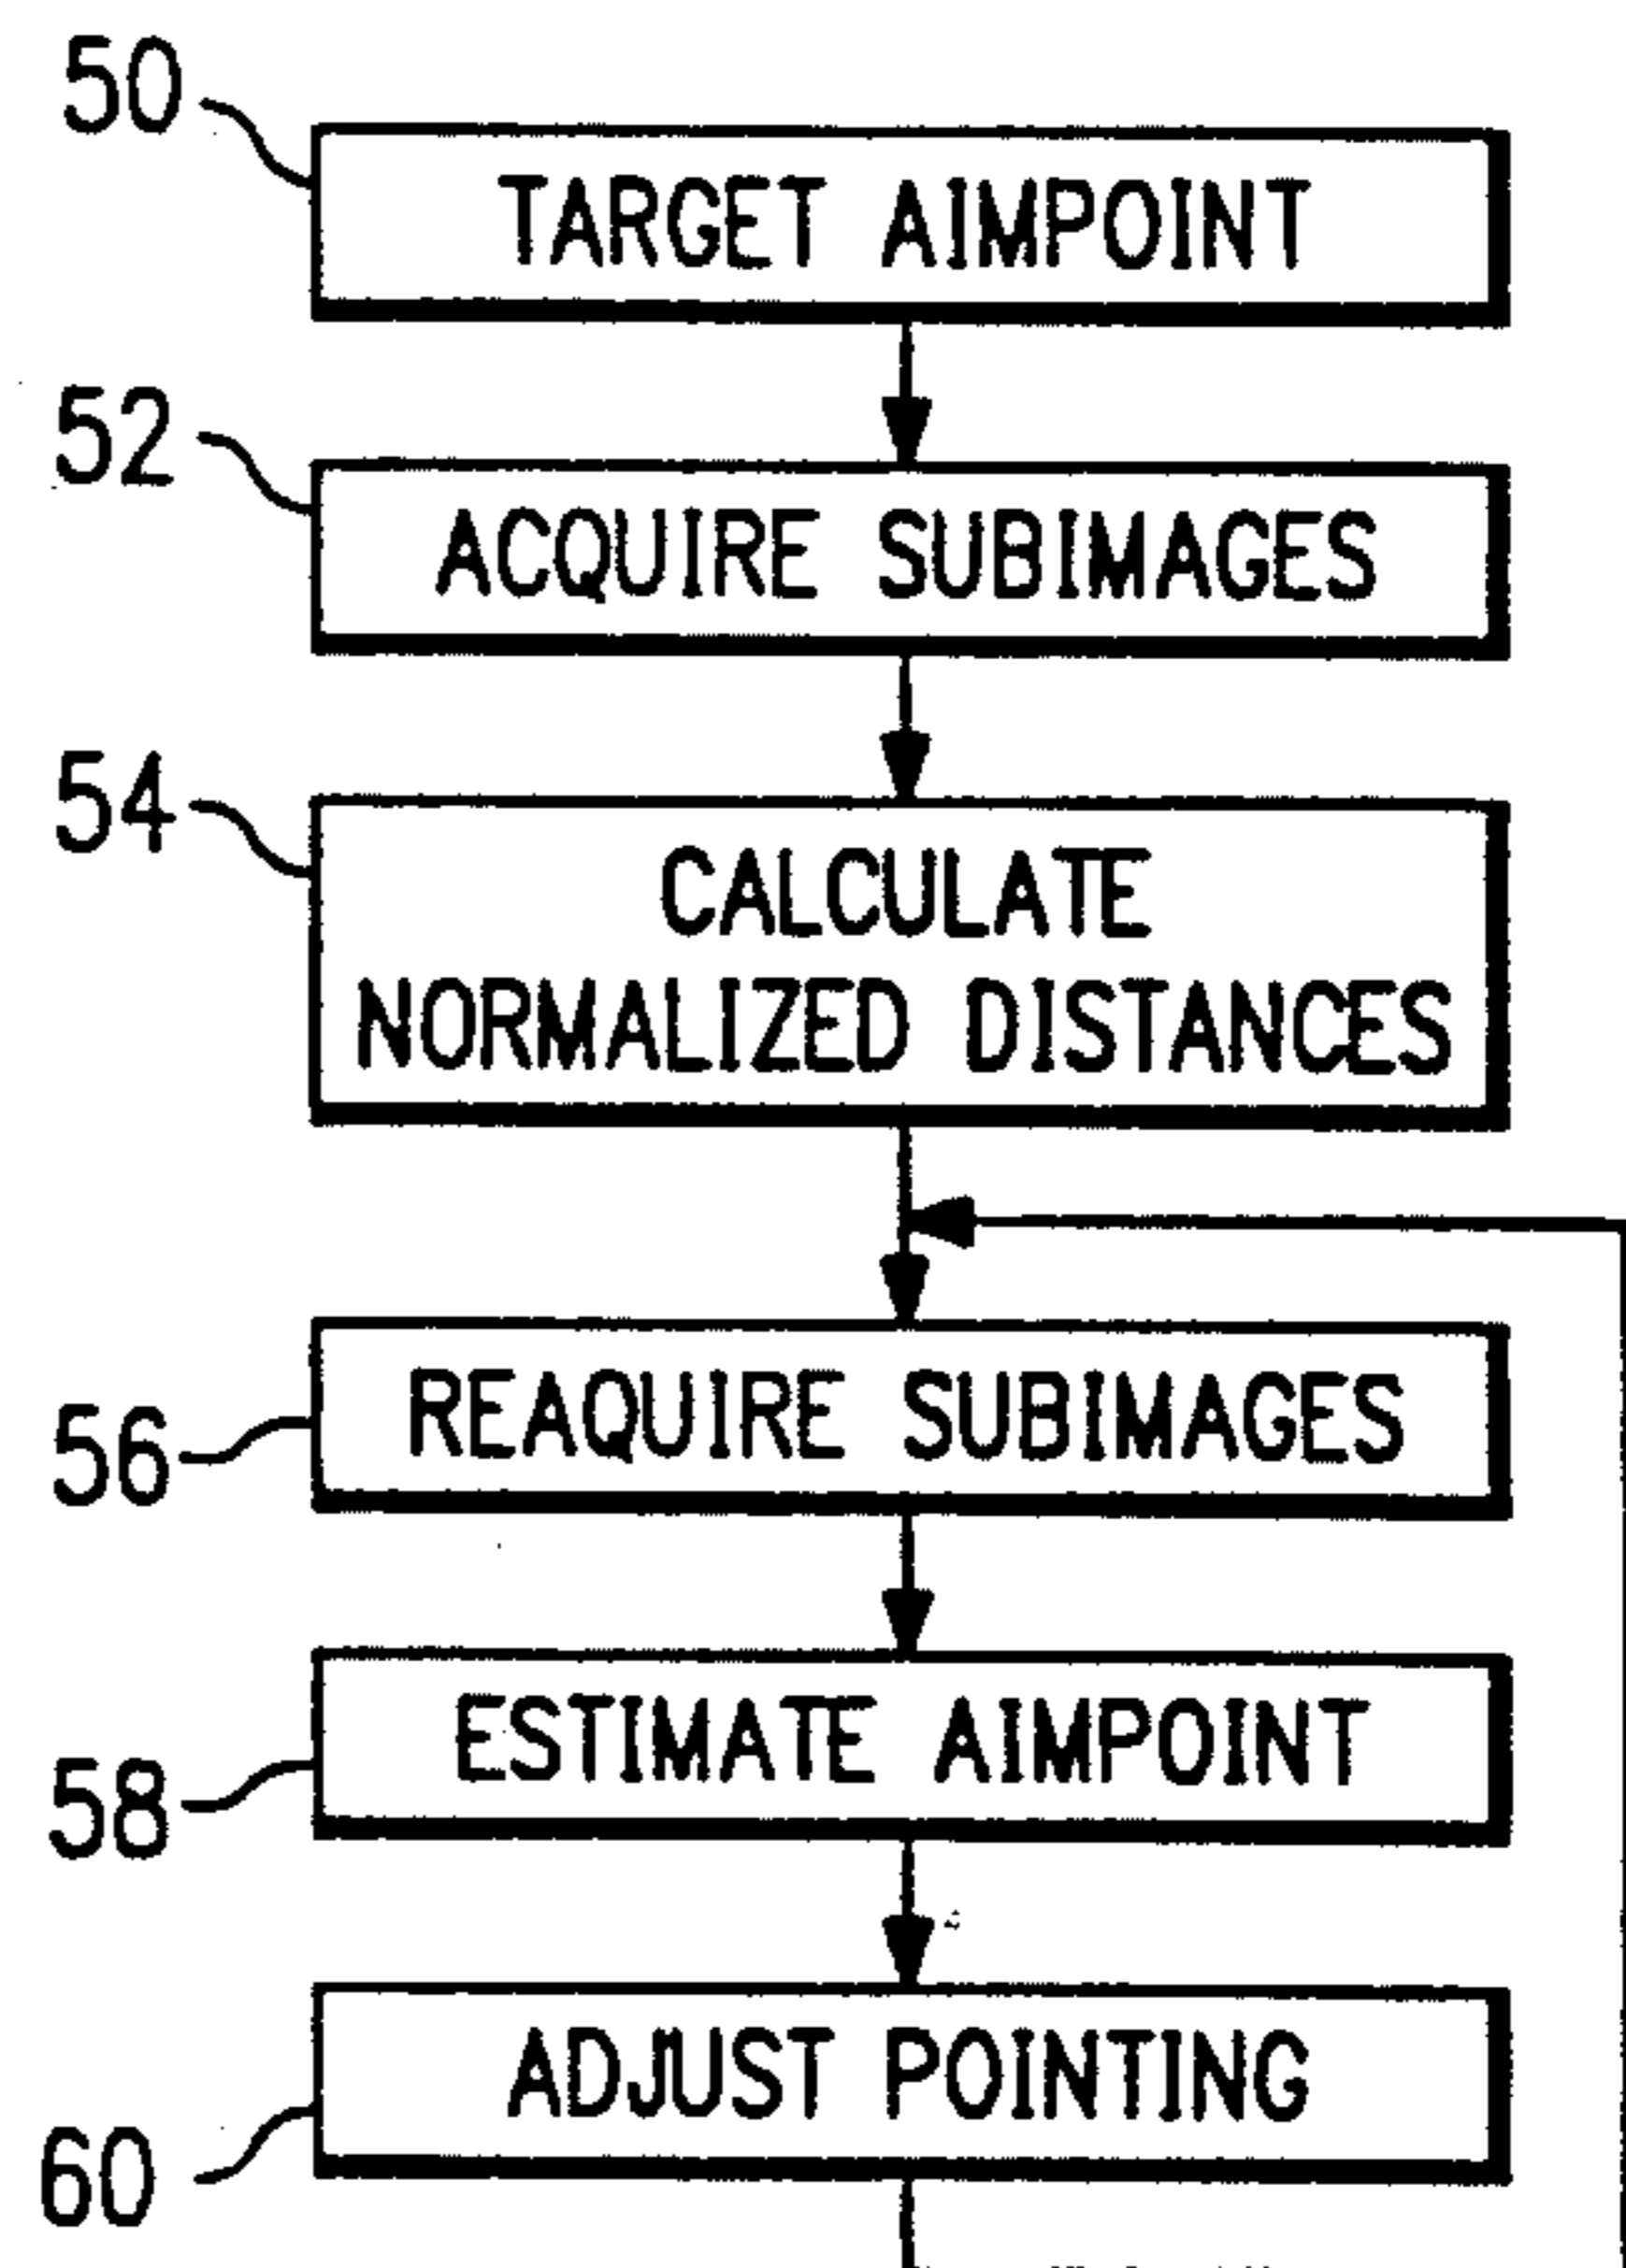 50
TARGET AIMPOINT
52
ACQUIRE SUBIMAGES
54
CALCULATE
NORMALIZED DISTANCES
56
REAQUIRE SUBIMAGES
58
ESTIMATE AIMPOINT
60
ADJUST POINTING